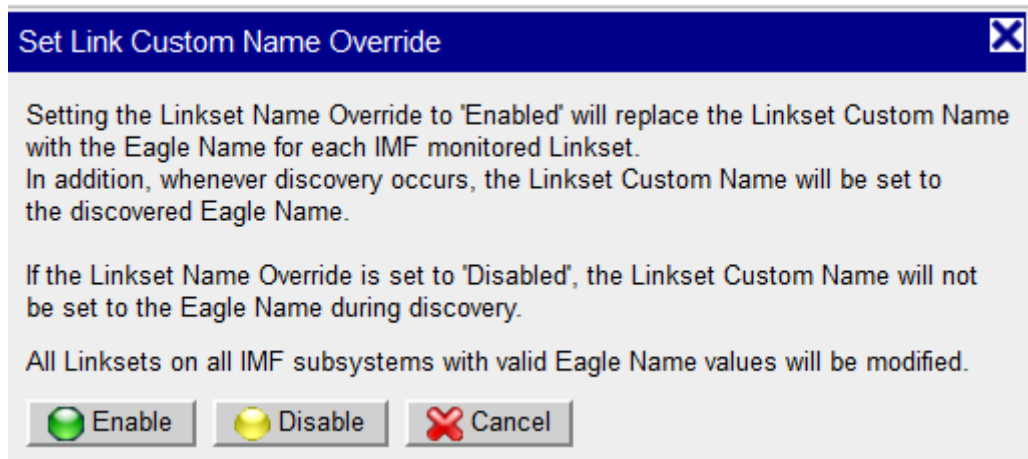 Set Link Custom Name Override
Setting the Linkset Name Override to 'Enabled' will replace the Linkset Custom Name
with the Eagle Name for each IMF monitored Linkset.
In addition, whenever discovery occurs, the Linkset Custom Name will be set to
the discovered Eagle Name.
If the Linkset Name Override is set to 'Disabled', the Linkset Custom Name will not
be set to the Eagle Name during discovery.
All Linksets on all IMF subsystems with valid Eagle Name values will be modified.
Enable Disable Cancel